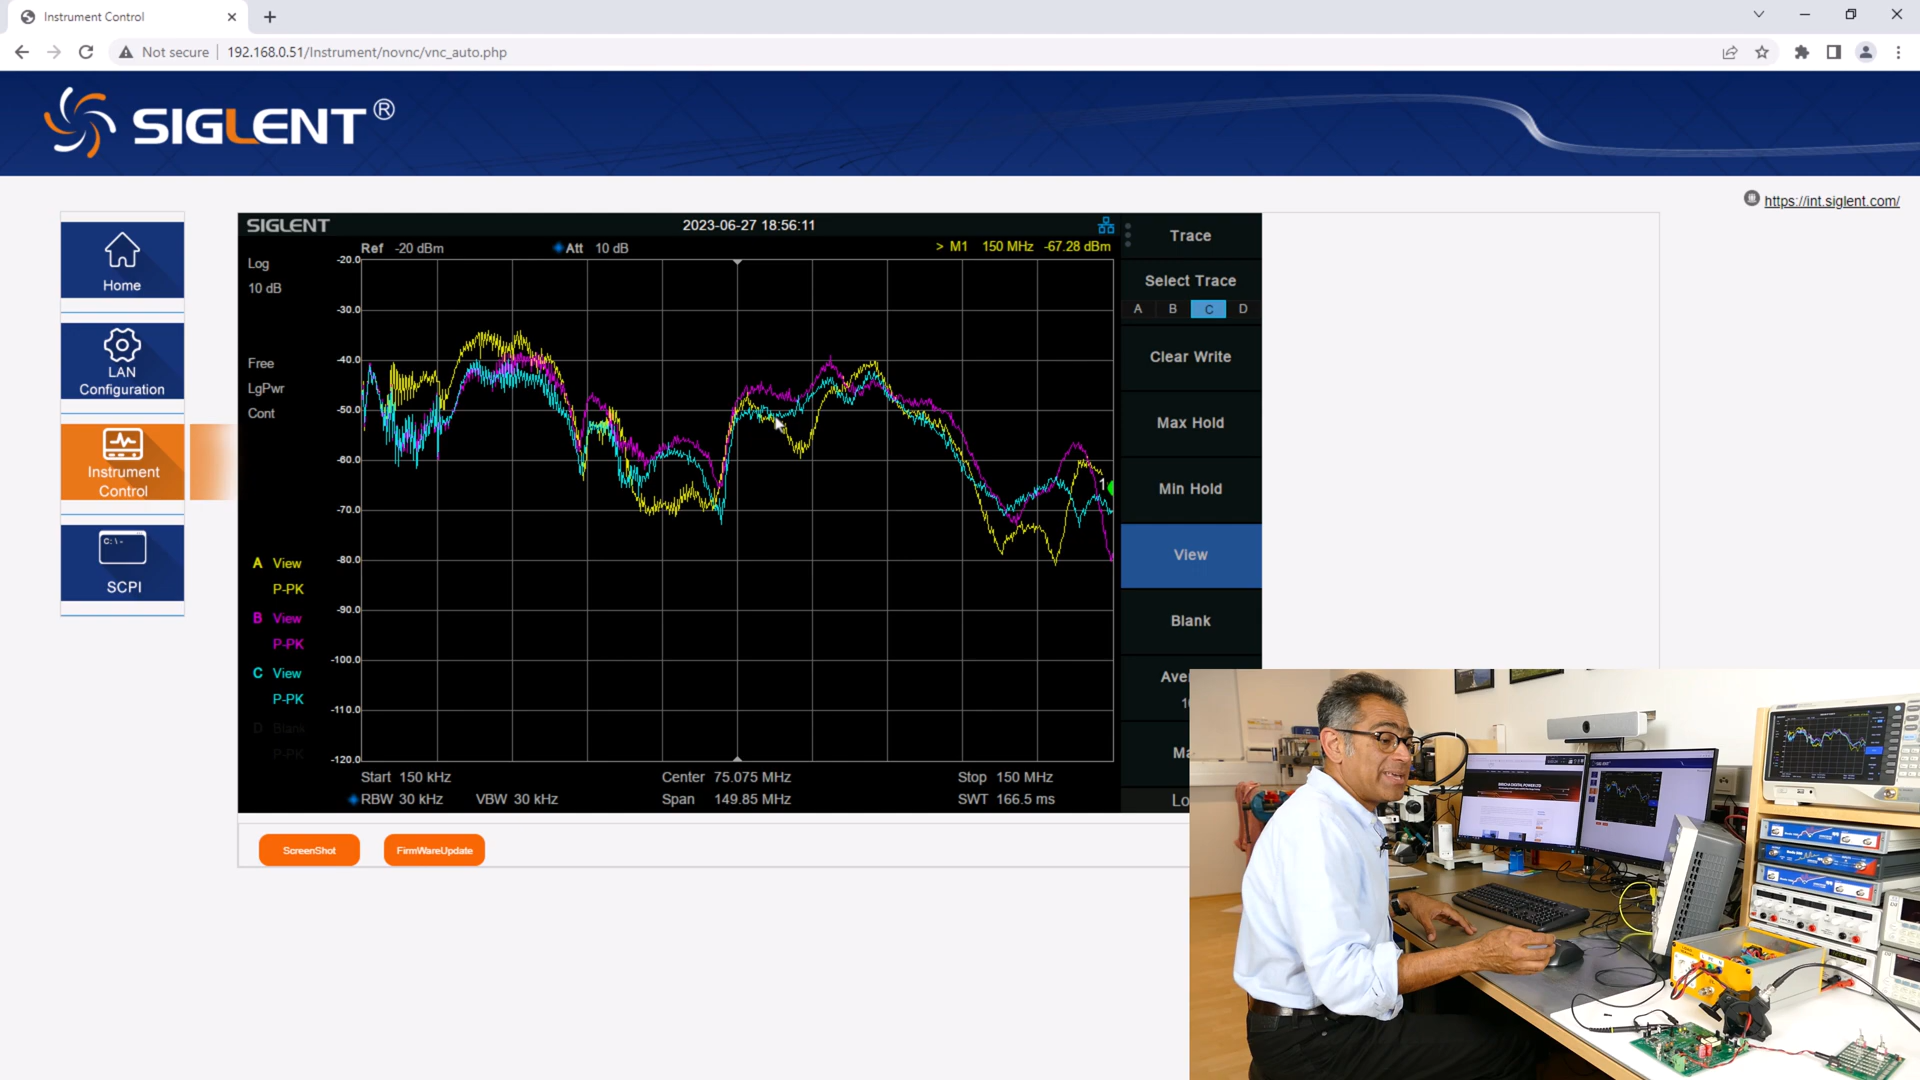 Instrument Control
Not secure
192.168.0.51/Instrument/novnc/vnc_auto.php
SIGLENT®
https://int.siglent.com/
Home
LAN
Configuration
Instrument
Control
C:\-
SCPI
SIGLENT
2023-06-27 18:56:11
Ref -20 dBm
Att 10 dB
> M1 150 MHz -67.28 dBm
Log
10 dB
Free
LgPwr
Cont
-20.0
-30.0
-40.0
-50.0
-60.0
-70.0
-80.0
-90.0
-100.0
-110.0
-120.0
1
A View
P-PK
B View
P-PK
C View
P-PK
D Blank
P-PK
Start 150 kHz
Center 75.075 MHz
Stop 150 MHz
RBW 30 kHz
VBW 30 kHz
Span 149.85 MHz
SWT 166.5 ms
Trace
Select Trace
A B C D
Clear Write
Max Hold
Min Hold
View
Blank
ScreenShot
FirmWareUpdate